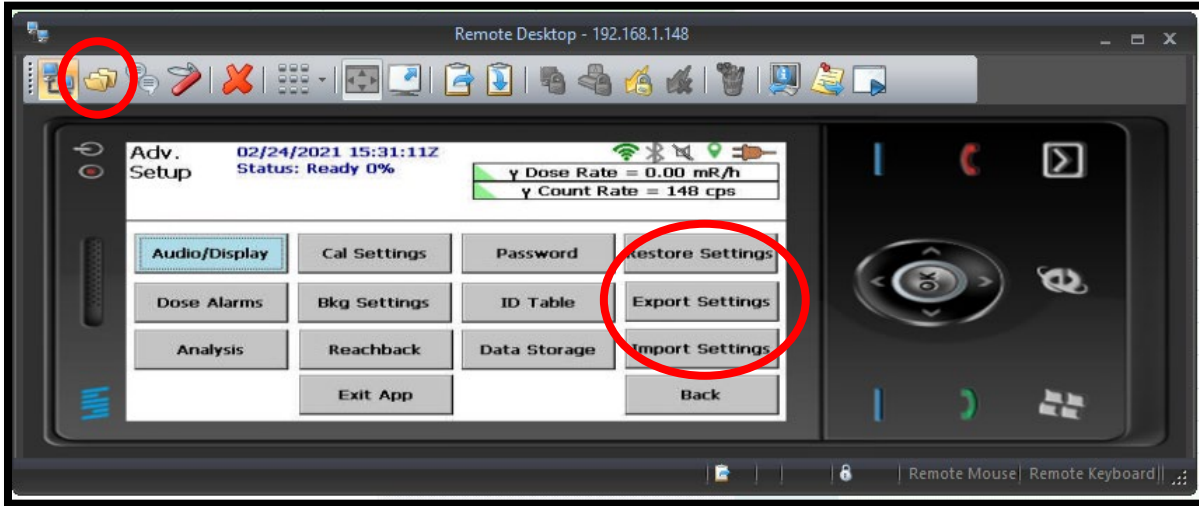 Remote Desktop - 192.168.1.148
Adv. 02/24/2021 15:31:11Z
Setup Status: Ready 0%
γ Dose Rate = 0.00 mR/h
γ Count Rate = 148 cps
Audio/Display Cal Settings Password Restore Settings
Dose Alarms Bkg Settings ID Table Export Settings
Analysis Reachback Data Storage Import Settings
Exit App Back
OK
Remote Mouse Remote Keyboard